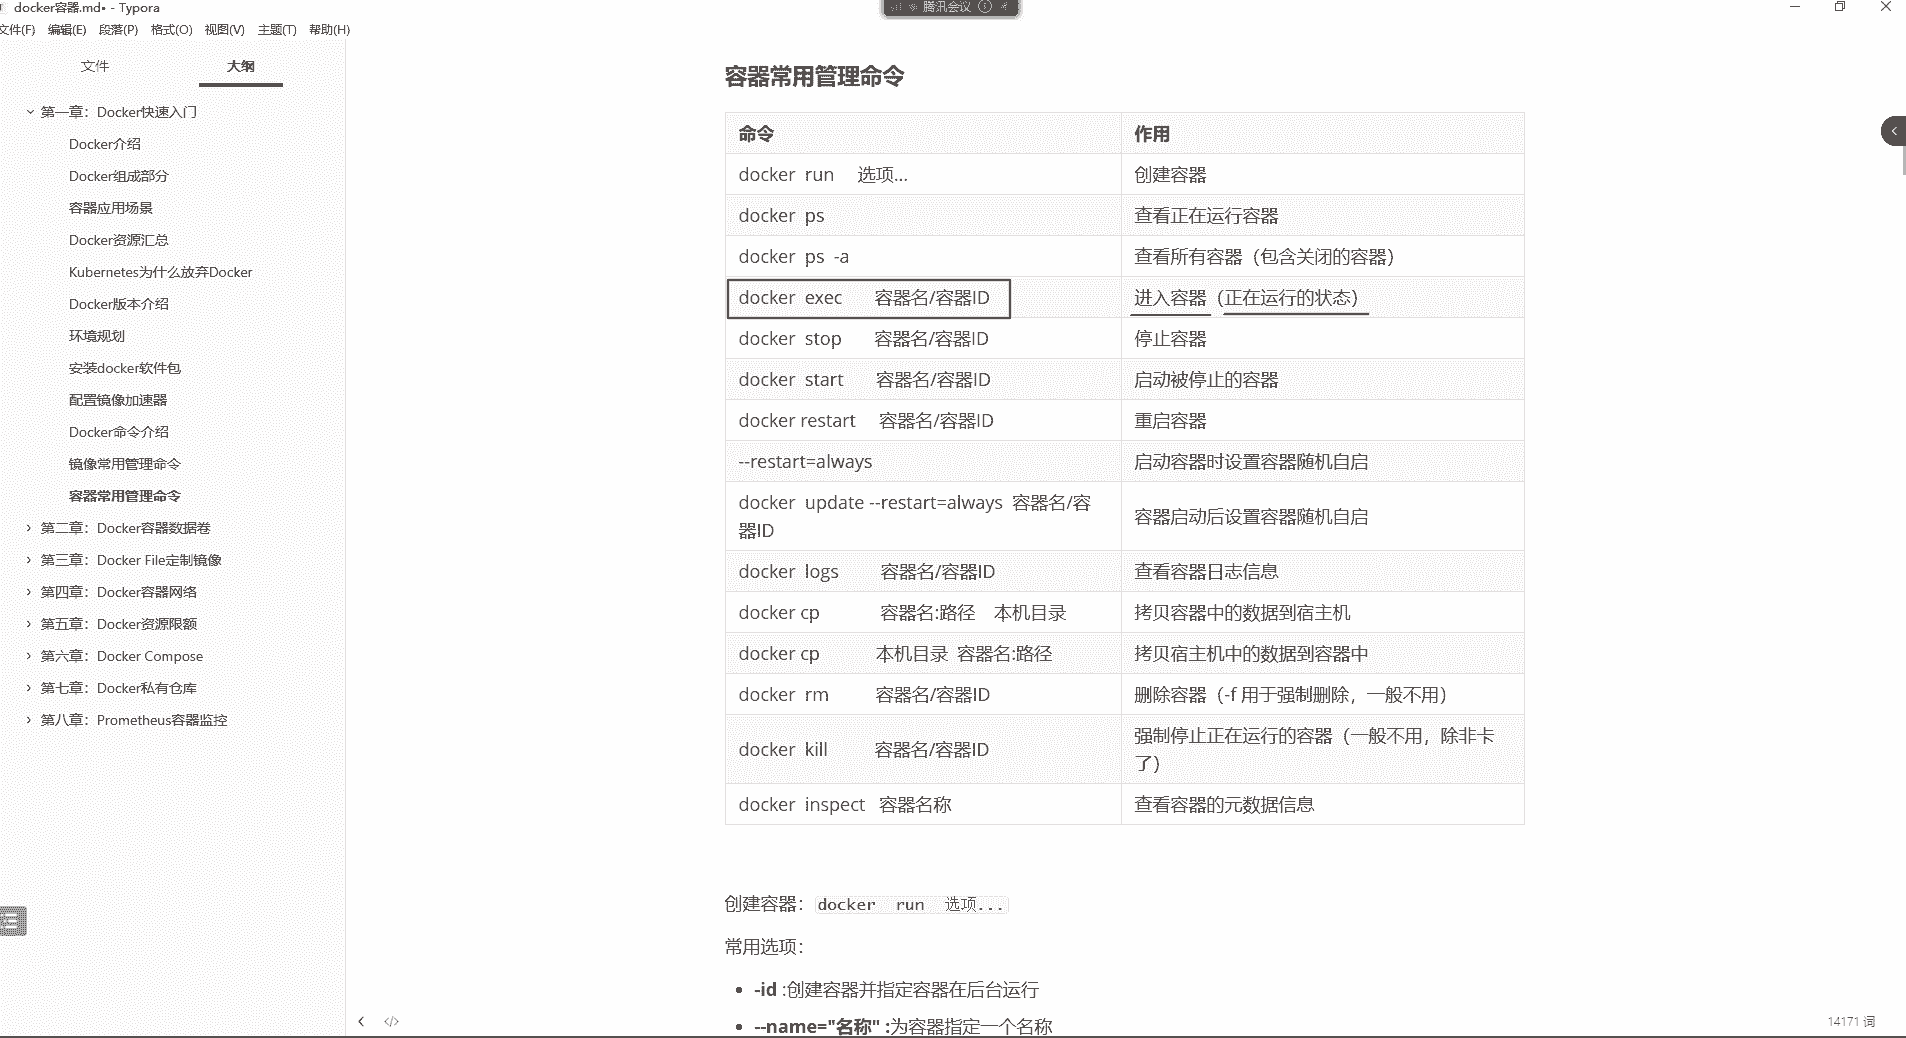 docker容器.md• - Typora
腾讯会议
文件(F) 编辑(E) 段落(P) 格式(O) 视图(V) 主题(T) 帮助(H)
文件 大纲
第一章：Docker快速入门
Docker介绍
Docker组成部分
容器应用场景
Docker资源汇总
Kubernetes为什么放弃Docker
Docker版本介绍
环境规划
安装docker软件包
配置镜像加速器
Docker命令介绍
镜像常用管理命令
容器常用管理命令
第二章：Docker容器数据卷
第三章：Docker File定制镜像
第四章：Docker容器网络
第五章：Docker资源限额
第六章：Docker Compose
第七章：Docker私有仓库
第八章：Prometheus容器监控
容器常用管理命令
命令 作用
docker run 选项... 创建容器
docker ps 查看正在运行容器
docker ps -a 查看所有容器（包含关闭的容器）
docker exec 容器名/容器ID 进入容器（正在运行的状态）
docker stop 容器名/容器ID 停止容器
docker start 容器名/容器ID 启动被停止的容器
docker restart 容器名/容器ID 重启容器
--restart=always 启动容器时设置容器随机自启
docker update --restart=always 容器名/容
器ID 容器启动后设置容器随机自启
docker logs 容器名/容器ID 查看容器日志信息
docker cp 容器名:路径 本机目录 拷贝容器中的数据到宿主机
docker cp 本机目录 容器名:路径 拷贝宿主机中的数据到容器中
docker rm 容器名/容器ID 删除容器（-f 用于强制删除，一般不用）
docker kill 容器名/容器ID 强制停止正在运行的容器（一般不用，除非卡
了）
docker inspect 容器名称 查看容器的元数据信息
创建容器：docker run 选项...
常用选项：
-id :创建容器并指定容器在后台运行
--name="名称" :为容器指定一个名称
14171 词